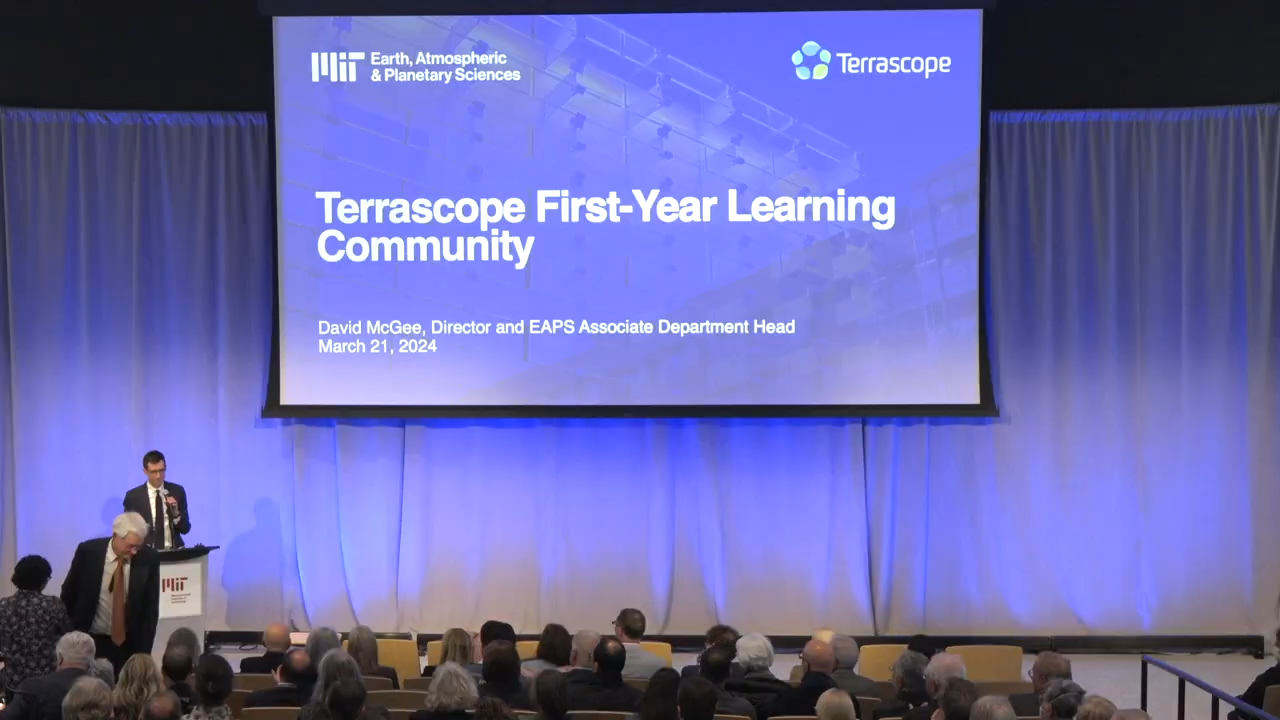 MIT Earth, Atmospheric
& Planetary Sciences
Terrascope
Terrascope First-Year Learning
Community
David McGee, Director and EAPS Associate Department Head
March 21, 2024
MIT